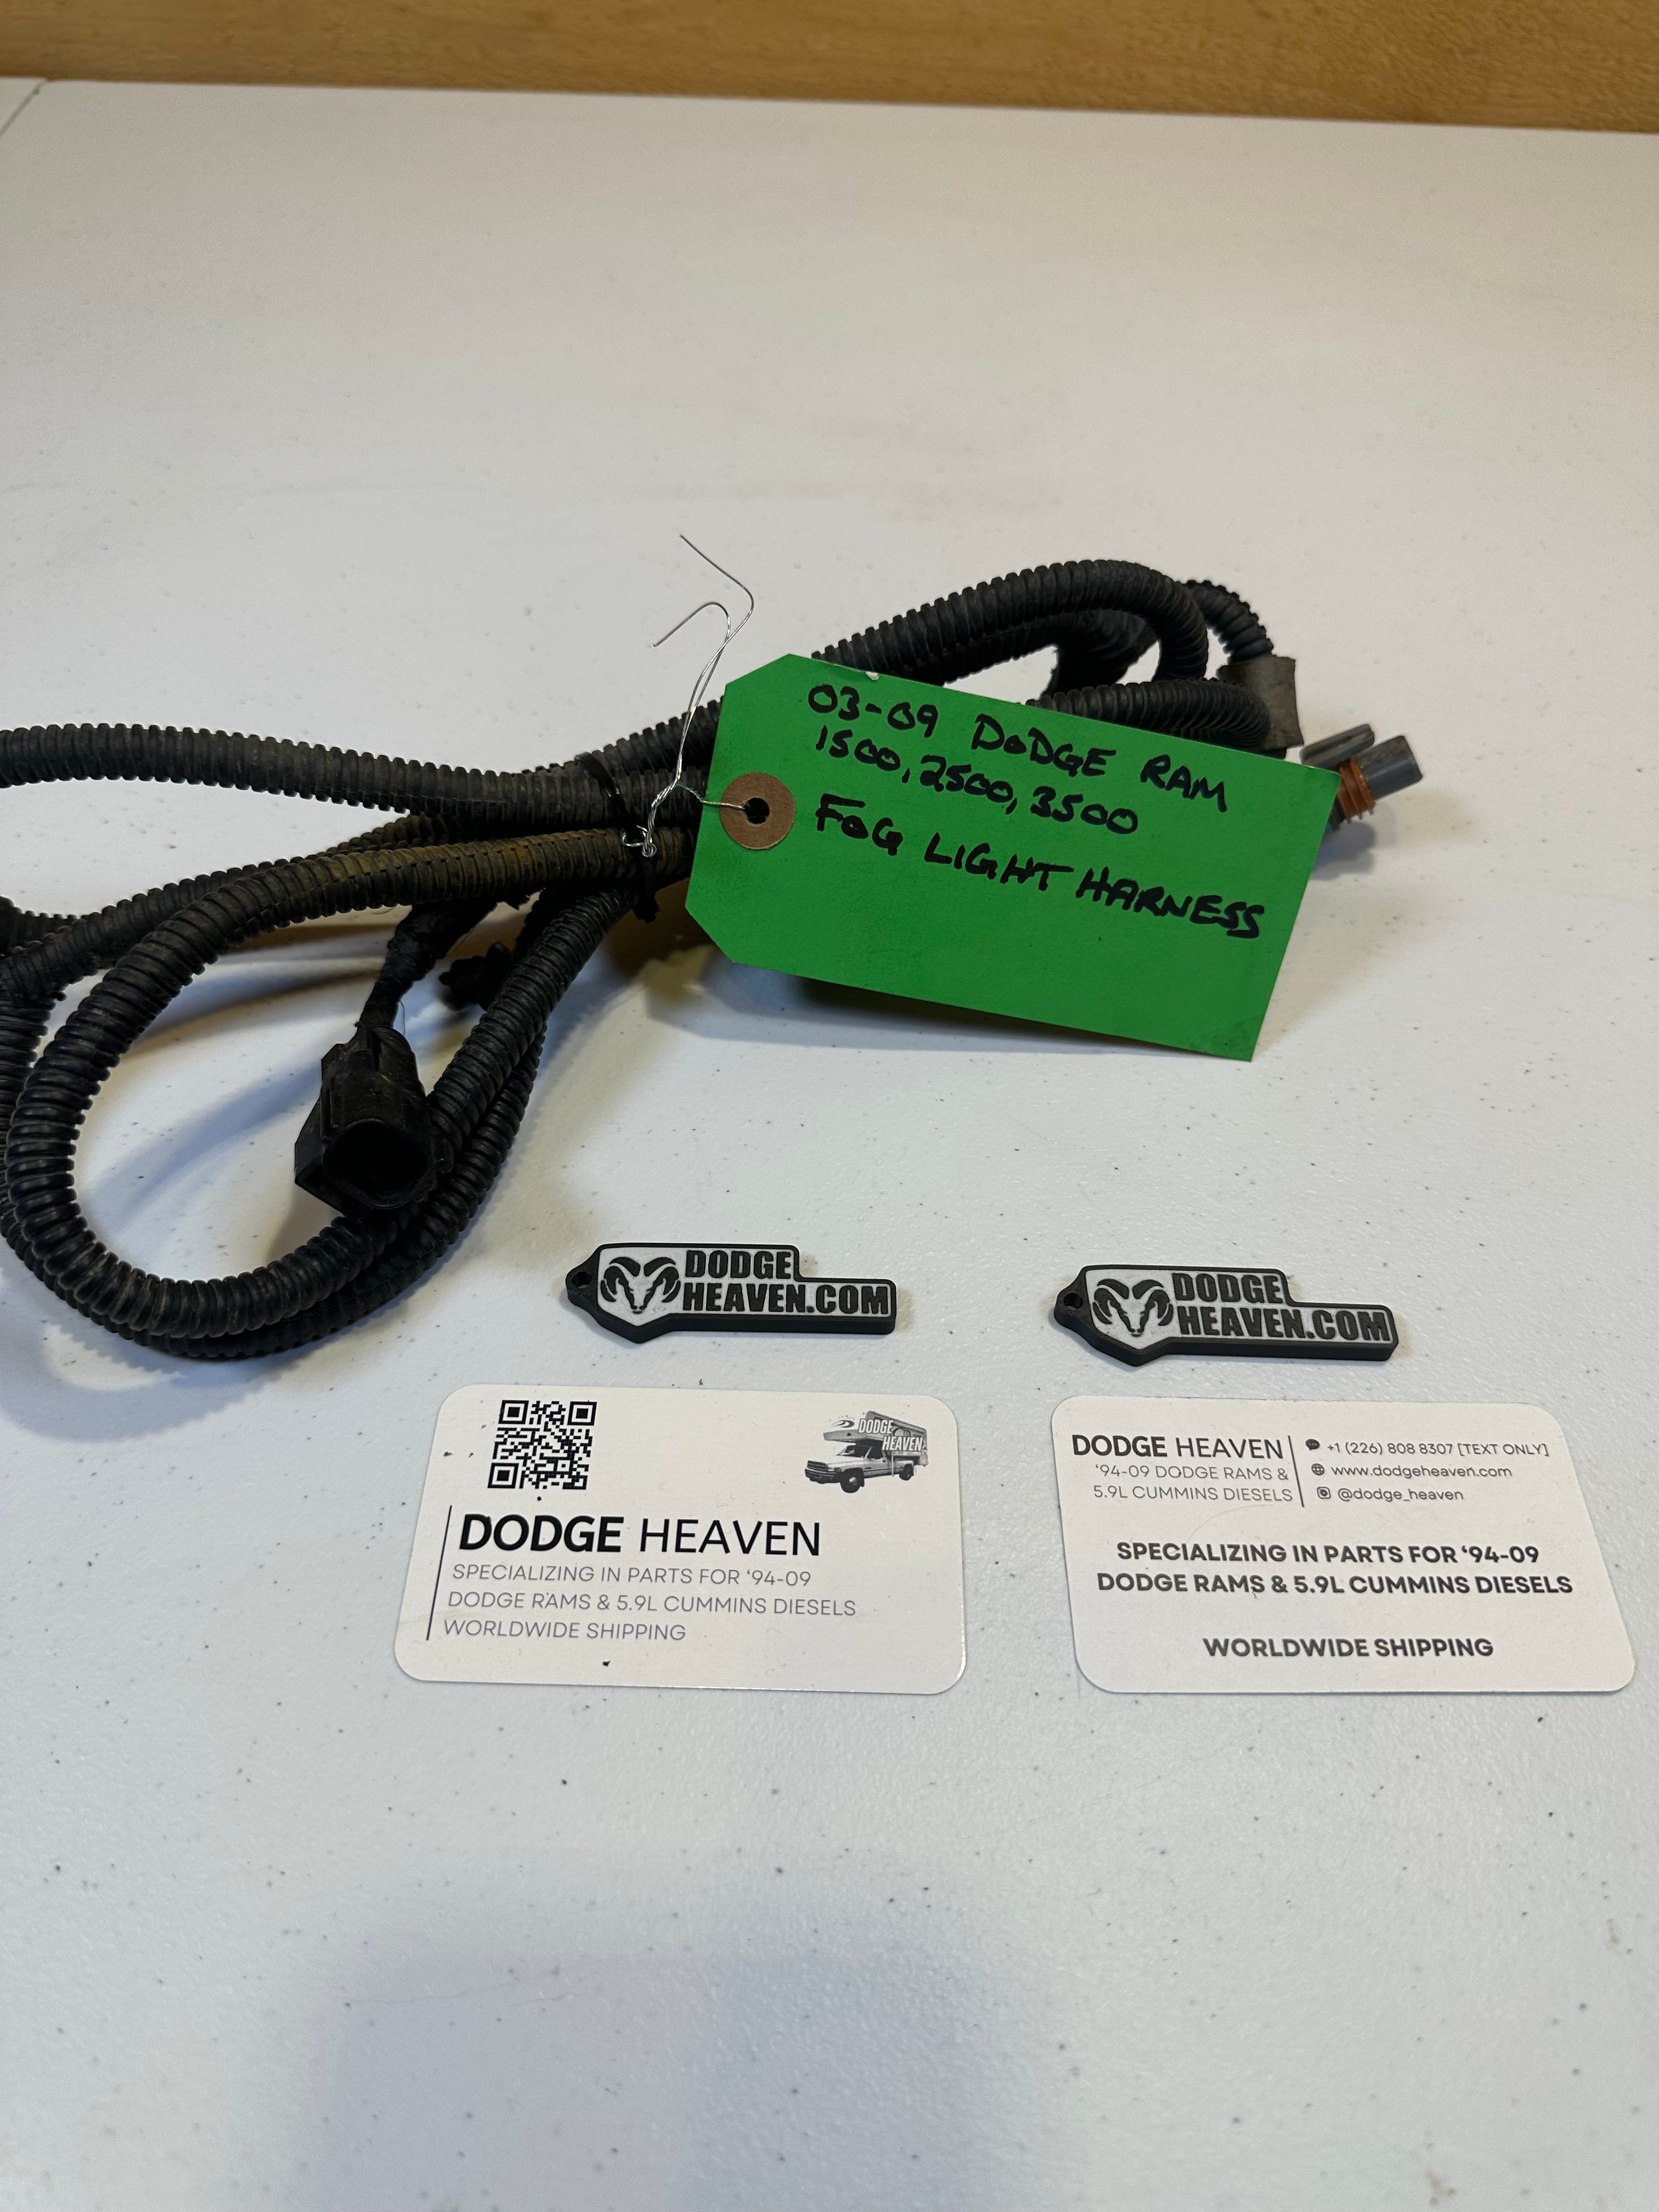 03-09 DODGE RAM
1500, 2500, 3500
FOG LIGHT HARNESS
DODGE
HEAVEN.COM
DODGE
HEAVEN.COM
DODGE
HEAVEN
DODGE HEAVEN
SPECIALIZING IN PARTS FOR ‘94-09
DODGE RAMS & 5.9L CUMMINS DIESELS
WORLDWIDE SHIPPING
DODGE HEAVEN
‘94-09 DODGE RAMS &
5.9L CUMMINS DIESELS
+1 (226) 808 8307 [TEXT ONLY]
www.dodgeheaven.com
@dodge_heaven
SPECIALIZING IN PARTS FOR ‘94-09
DODGE RAMS & 5.9L CUMMINS DIESELS
WORLDWIDE SHIPPING